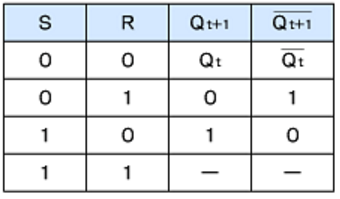 S R Qt+1 Q̅t̅+̅1̅
0 0 Qt Q̅t̅
0 1 0 1
1 0 1 0
1 1 — —